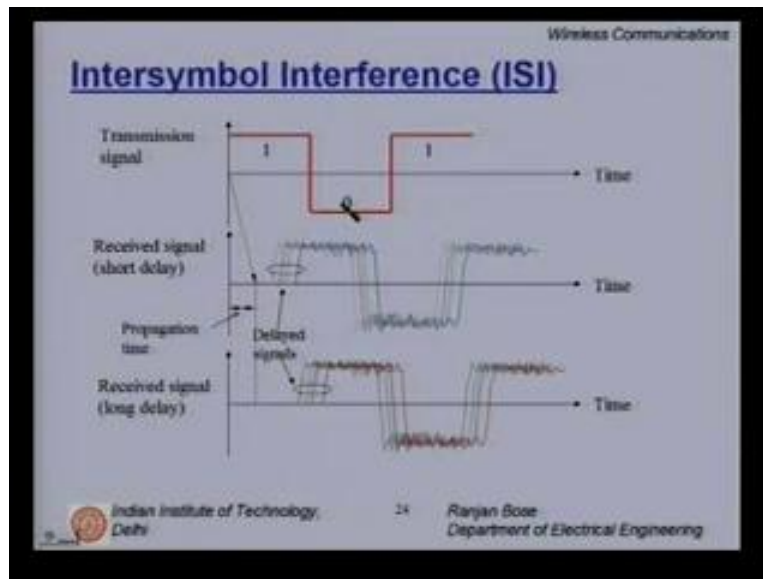 Wireless Communications
Intersymbol Interference (ISI)
Transmission
signal
1
0
1
Time
Received signal
(short delay)
Time
Propagation
time
Delayed
signals
Received signal
(long delay)
Time
Indian Institute of Technology,
Delhi
24
Ranjan Bose
Department of Electrical Engineering